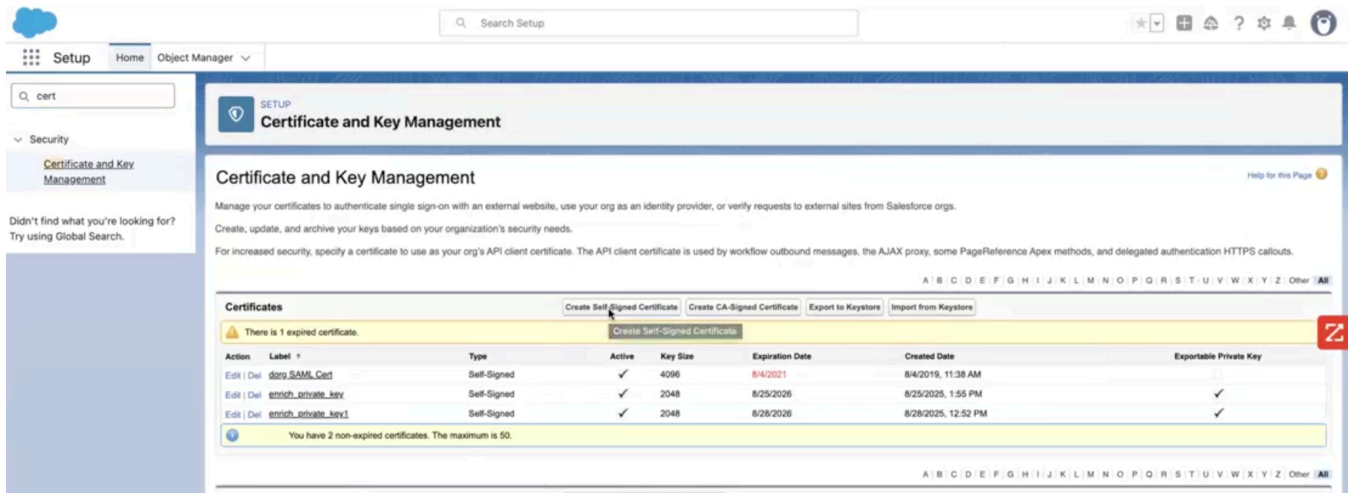 Search Setup
Setup Home Object Manager
cert
Security
Certificate and Key
Management
Didn't find what you're looking for?
Try using Global Search.
SETUP
Certificate and Key Management
Certificate and Key Management
Help for this Page
Manage your certificates to authenticate single sign-on with an external website, use your org as an identity provider, or verify requests to external sites from Salesforce orgs.
Create, update, and archive your keys based on your organization's security needs.
For increased security, specify a certificate to use as your org's API client certificate. The API client certificate is used by workflow outbound messages, the AJAX proxy, some PageReference Apex methods, and delegated authentication HTTPS callouts.
A | B | C | D | E | F | G | H | I | J | K | L | M | N | O | P | Q | R | S | T | U | V | W | X | Y | Z | Other All
Certificates Create Self-Signed Certificate Create CA-Signed Certificate Export to Keystore Import from Keystore
There is 1 expired certificate.
Create Self-Signed Certificate
Action Label ↑ Type Active Key Size Expiration Date Created Date Exportable Private Key
Edit | Del dorg SAML Cert Self-Signed ✓ 4096 8/4/2021 8/4/2019, 11:38 AM
Edit | Del enrich_private_key Self-Signed ✓ 2048 8/25/2026 8/25/2025, 1:55 PM ✓
Edit | Del enrich_private_key1 Self-Signed ✓ 2048 8/28/2026 8/28/2025, 12:52 PM ✓
You have 2 non-expired certificates. The maximum is 50.
A | B | C | D | E | F | G | H | I | J | K | L | M | N | O | P | Q | R | S | T | U | V | W | X | Y | Z | Other All